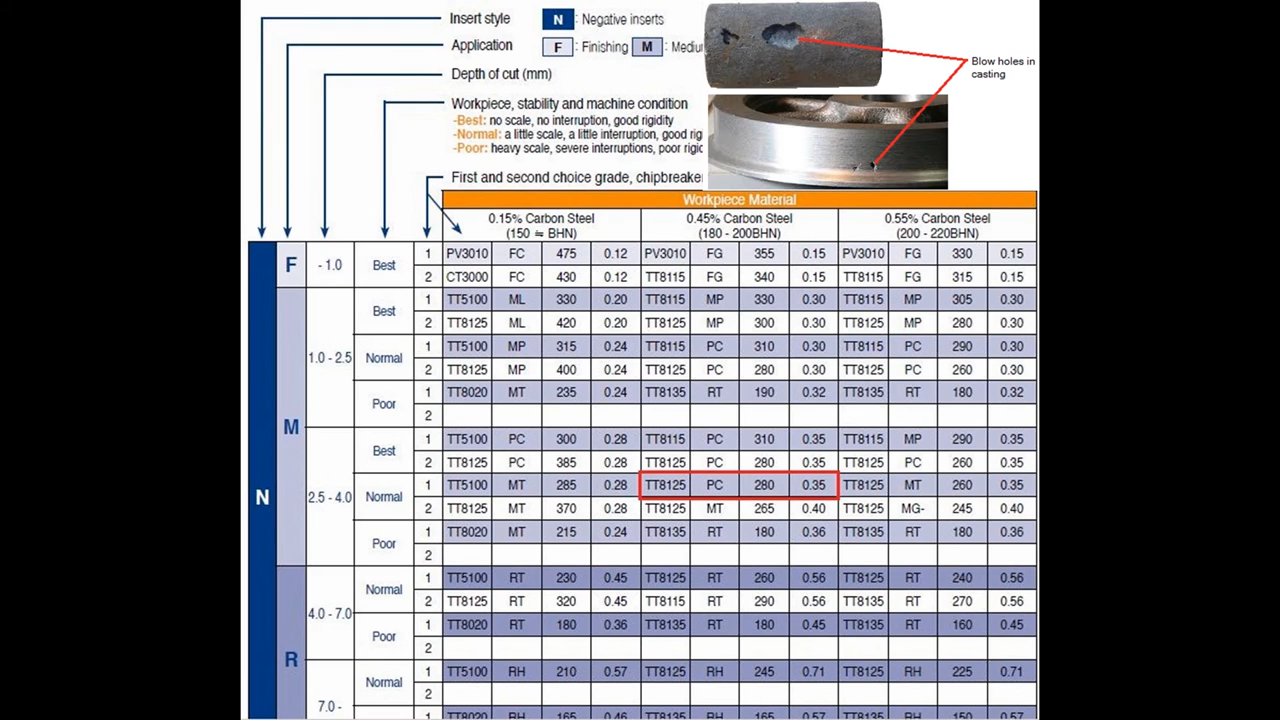 Insert style N : Negative inserts
Application F : Finishing M : Mediu
Depth of cut (mm)
Workpiece, stability and machine condition
-Best: no scale, no interruption, good rigidity
-Normal: a little scale, a little interruption, good rig
-Poor: heavy scale, severe interruptions, poor rigid
First and second choice grade, chipbreaker
Blow holes in
casting
Workpiece Material
0.15% Carbon Steel 0.45% Carbon Steel 0.55% Carbon Steel
(150 ≒ BHN) (180 - 200BHN) (200 - 220BHN)
N F - 1.0 Best 1 PV3010 FC 475 0.12 PV3010 FG 355 0.15 PV3010 FG 330 0.15
2 CT3000 FC 430 0.12 TT8115 FG 340 0.15 TT8115 FG 315 0.15
M 1.0 - 2.5 Best 1 TT5100 ML 330 0.20 TT8115 MP 330 0.30 TT8115 MP 305 0.30
2 TT8125 ML 420 0.20 TT8125 MP 300 0.30 TT8125 MP 280 0.30
Normal 1 TT5100 MP 315 0.24 TT8115 PC 310 0.30 TT8115 PC 290 0.30
2 TT8125 MP 400 0.24 TT8125 PC 280 0.30 TT8125 PC 260 0.30
Poor 1 TT8020 MT 235 0.24 TT8135 RT 190 0.32 TT8135 RT 180 0.32
2
2.5 - 4.0 Best 1 TT5100 PC 300 0.28 TT8115 PC 310 0.35 TT8115 MP 290 0.35
2 TT8125 PC 385 0.28 TT8125 PC 280 0.35 TT8125 PC 260 0.35
Normal 1 TT5100 MT 285 0.28 TT8125 PC 280 0.35 TT8125 MT 260 0.35
2 TT8125 MT 370 0.28 TT8125 MT 265 0.40 TT8125 MG- 245 0.40
Poor 1 TT8020 MT 215 0.24 TT8135 RT 180 0.36 TT8135 RT 180 0.36
2
R 4.0 - 7.0 Normal 1 TT5100 RT 230 0.45 TT8125 RT 260 0.56 TT8125 RT 240 0.56
2 TT8125 RT 320 0.45 TT8115 RT 290 0.56 TT8135 RT 270 0.56
Poor 1 TT8020 RT 180 0.36 TT8135 RT 180 0.45 TT8135 RT 160 0.45
2
7.0 - Normal 1 TT5100 RH 210 0.57 TT8125 RH 245 0.71 TT8125 RH 225 0.71
2
1 TT8020 RH 165 0.46 TT8135 RH 165 0.57 TT8135 RH 150 0.57